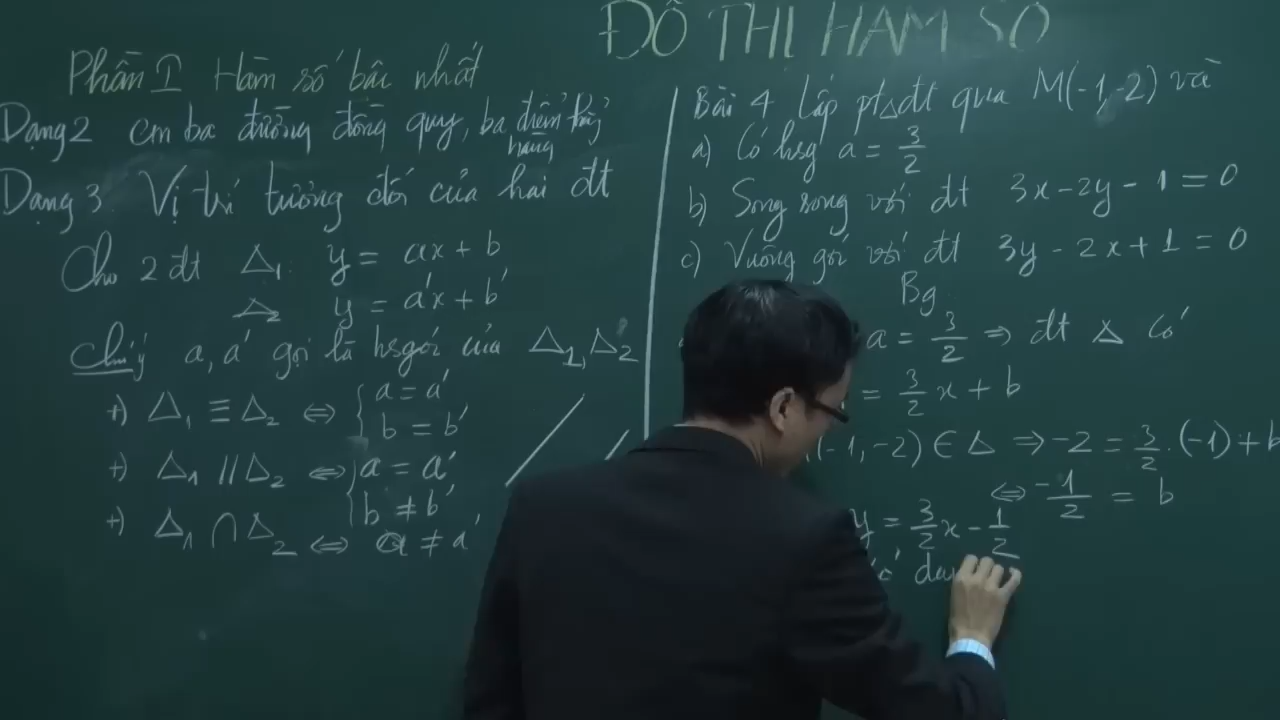 ĐỒ THỊ HÀM SỐ
Phần I Hàm số bậc nhất
Dạng 2 cm ba đường đồng quy, ba điểm thẳng
hàng
Dạng 3. Vị trí tương đối của hai đt
Cho 2 đt Δ₁: y = ax + b
Δ₂ y = a'x + b'
Chú ý a, a' gọi là hsgóc của Δ₁, Δ₂
+) Δ₁ ≡ Δ₂ ⇔ { a = a'
b = b'
+) Δ₁ // Δ₂ ⇔ { a = a'
b ≠ b'
+) Δ₁ ∩ Δ₂ ⇔ a ≠ a'
Bài 4 Lập pt Δ đt qua M(-1,-2) và
a) Có hsg a = 3/2
b) Song song với đt 3x - 2y - 1 = 0
c) Vuông góc với đt 3y - 2x + 1 = 0
Bg
a = 3/2 ⇒ đt Δ có
= 3/2 x + b
(-1,-2) ∈ Δ ⇒ -2 = 3/2 . (-1) + b
⇔ -1/2 = b
y = 3/2 x - 1/2